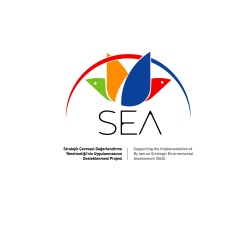 SEA
Stratejik Çevresel Değerlendirme
Yönetmeliği'nin Uygulanmasının
Desteklenmesi Projesi
Supporting the Implementation of
By Law on Strategic Environmental
Assessment (SEA)